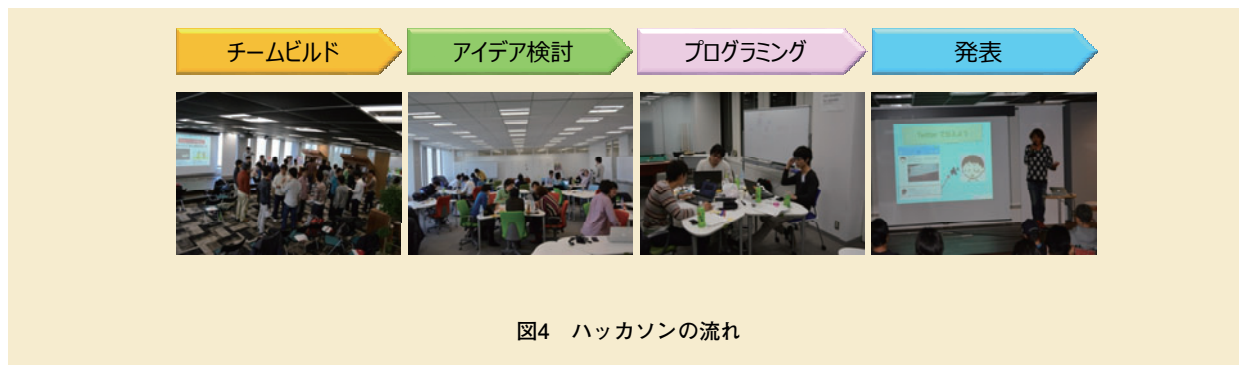 チームビルド
アイデア検討
プログラミング
発表
図4　ハッカソンの流れ